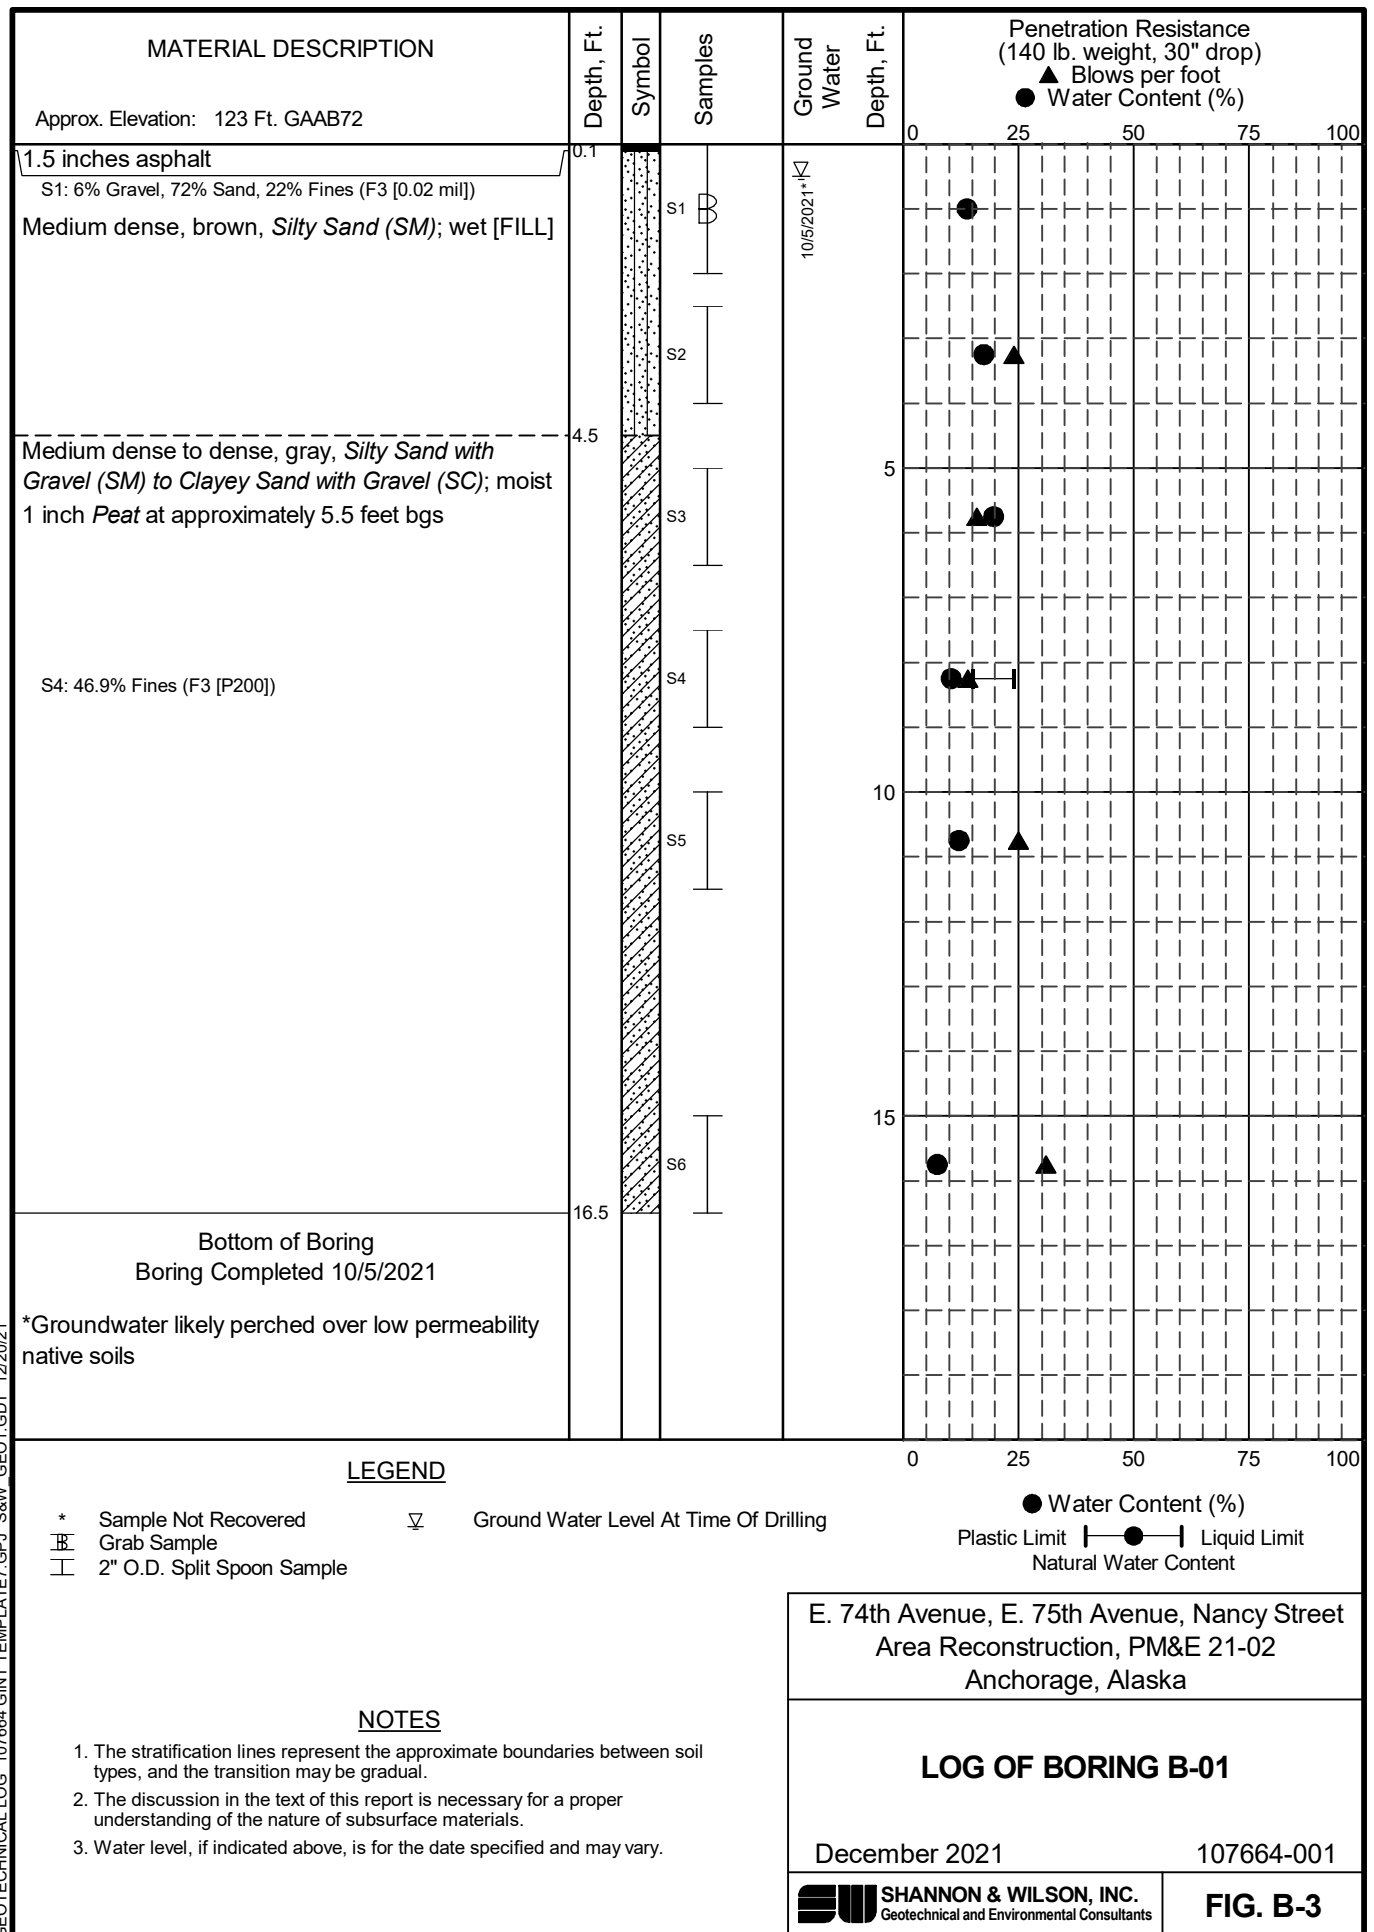 MATERIAL DESCRIPTION
Approx. Elevation: 123 Ft. GAAB72
Depth, Ft.
Symbol
Samples
Ground
Water
Depth, Ft.
Penetration Resistance
(140 lb. weight, 30" drop)
▲ Blows per foot
● Water Content (%)
0 25 50 75 100
1.5 inches asphalt
0.1
S1: 6% Gravel, 72% Sand, 22% Fines (F3 [0.02 mil])
Medium dense, brown, Silty Sand (SM); wet [FILL]
S1
10/5/2021*
S2
4.5
Medium dense to dense, gray, Silty Sand with
Gravel (SM) to Clayey Sand with Gravel (SC); moist
1 inch Peat at approximately 5.5 feet bgs
5
S3
S4: 46.9% Fines (F3 [P200])
S4
10
S5
15
S6
16.5
Bottom of Boring
Boring Completed 10/5/2021
*Groundwater likely perched over low permeability
native soils
0 25 50 75 100
LEGEND
* Sample Not Recovered
Grab Sample
2" O.D. Split Spoon Sample
Ground Water Level At Time Of Drilling
● Water Content (%)
Plastic Limit Liquid Limit
Natural Water Content
NOTES
1. The stratification lines represent the approximate boundaries between soil
types, and the transition may be gradual.
2. The discussion in the text of this report is necessary for a proper
understanding of the nature of subsurface materials.
3. Water level, if indicated above, is for the date specified and may vary.
E. 74th Avenue, E. 75th Avenue, Nancy Street
Area Reconstruction, PM&E 21-02
Anchorage, Alaska
LOG OF BORING B-01
December 2021 107664-001
SHANNON & WILSON, INC.
Geotechnical and Environmental Consultants
FIG. B-3
GEOTECHNICAL LOG 107664 GINT TEMPLATE7.GPJ S&W_GEO1.GDT 12/20/21